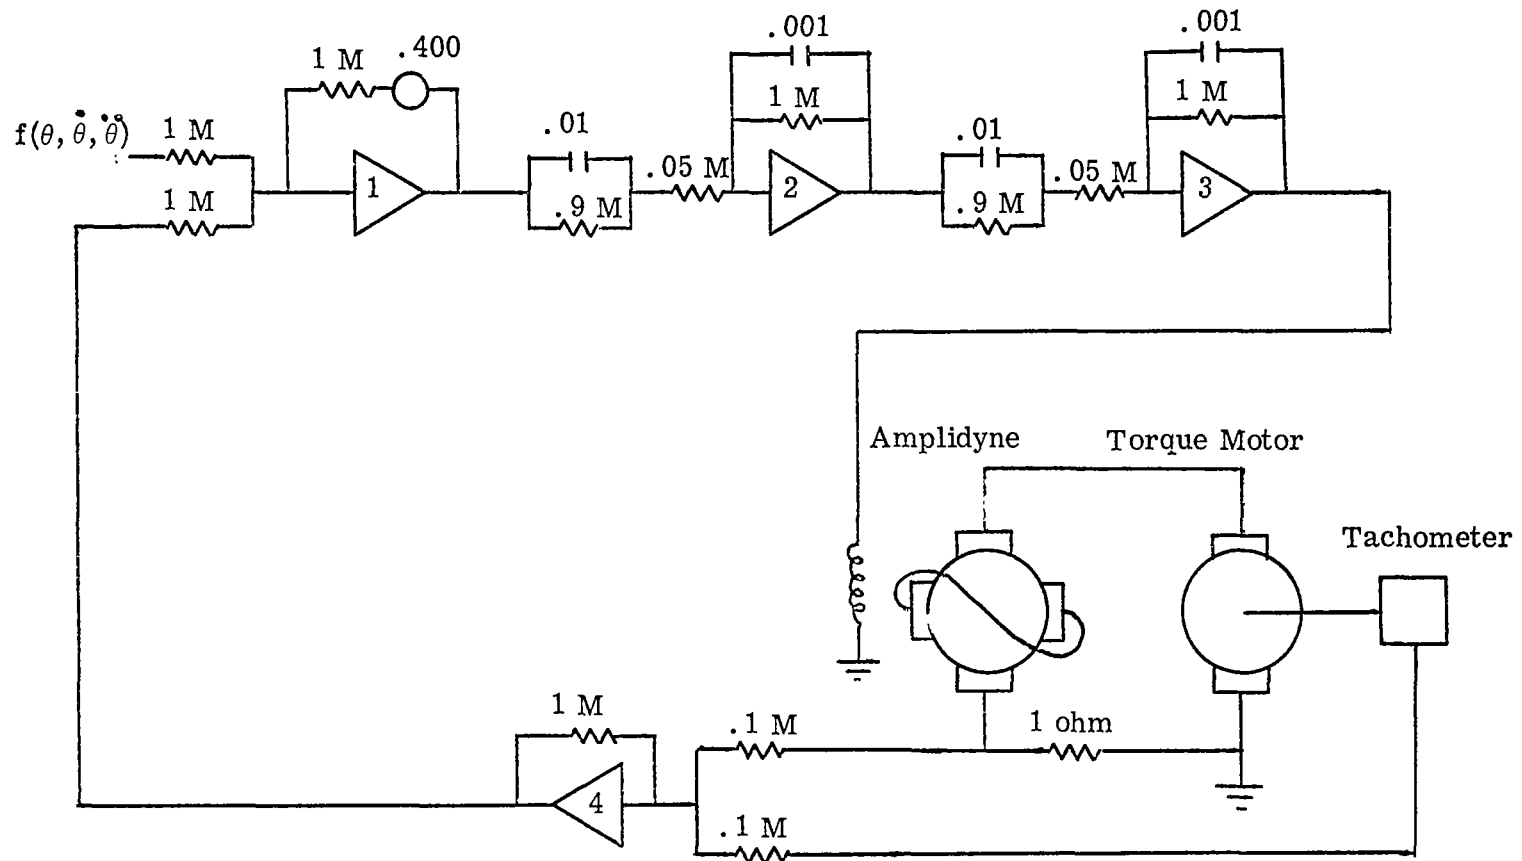 .001
.001
1 M .400
1 M
1 M
f(θ, θ̇, θ̈)
1 M
.01
.01
1
.05 M
2
.05 M
3
1 M
.9 M
.9 M
Amplidyne
Torque Motor
Tachometer
1 M
.1 M
1 ohm
4
.1 M